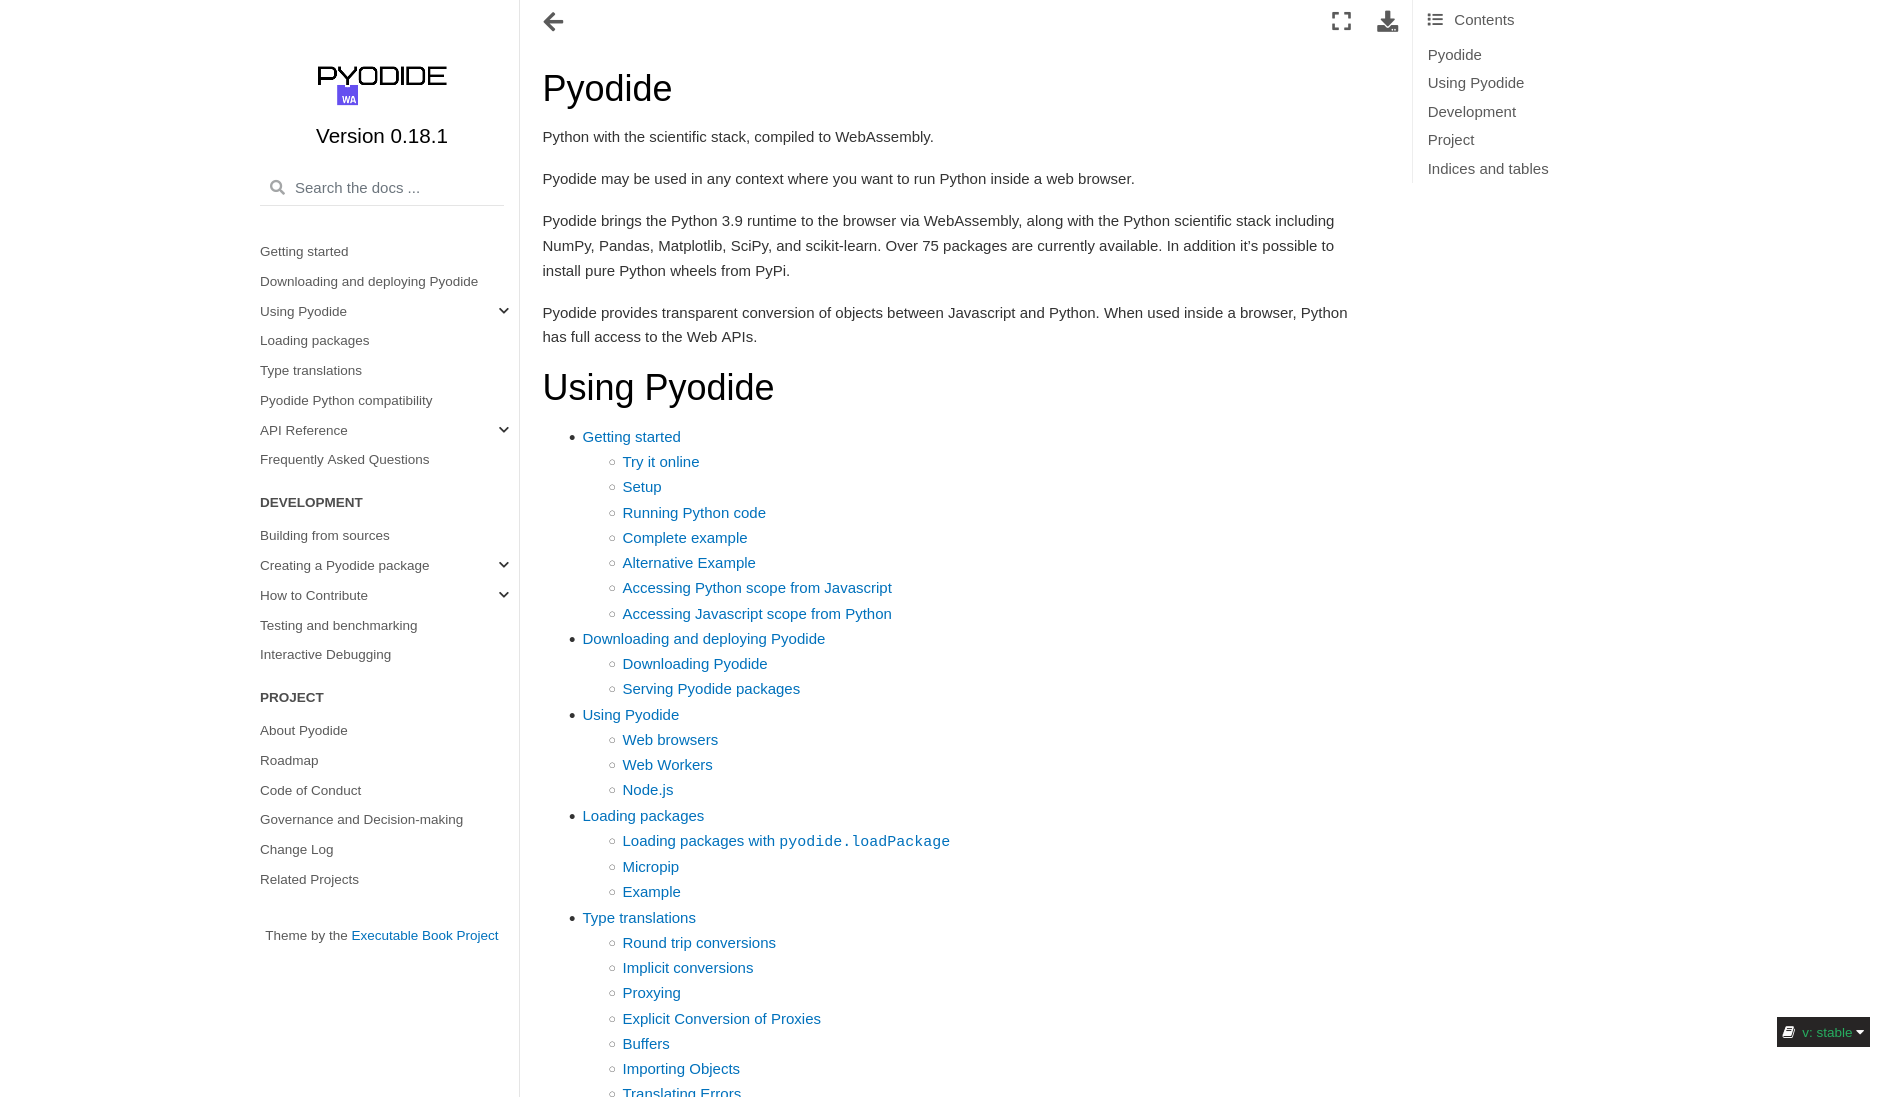 PYODIDE
WA
Version 0.18.1
Search the docs ...
Getting started
Downloading and deploying Pyodide
Using Pyodide
Loading packages
Type translations
Pyodide Python compatibility
API Reference
Frequently Asked Questions
DEVELOPMENT
Building from sources
Creating a Pyodide package
How to Contribute
Testing and benchmarking
Interactive Debugging
PROJECT
About Pyodide
Roadmap
Code of Conduct
Governance and Decision-making
Change Log
Related Projects
Theme by the Executable Book Project
Pyodide
Python with the scientific stack, compiled to WebAssembly.
Pyodide may be used in any context where you want to run Python inside a web browser.
Pyodide brings the Python 3.9 runtime to the browser via WebAssembly, along with the Python scientific stack including
NumPy, Pandas, Matplotlib, SciPy, and scikit-learn. Over 75 packages are currently available. In addition it's possible to
install pure Python wheels from PyPi.
Pyodide provides transparent conversion of objects between Javascript and Python. When used inside a browser, Python
has full access to the Web APIs.
Using Pyodide
• Getting started
○ Try it online
○ Setup
○ Running Python code
○ Complete example
○ Alternative Example
○ Accessing Python scope from Javascript
○ Accessing Javascript scope from Python
• Downloading and deploying Pyodide
○ Downloading Pyodide
○ Serving Pyodide packages
• Using Pyodide
○ Web browsers
○ Web Workers
○ Node.js
• Loading packages
○ Loading packages with pyodide.loadPackage
○ Micropip
○ Example
• Type translations
○ Round trip conversions
○ Implicit conversions
○ Proxying
○ Explicit Conversion of Proxies
○ Buffers
○ Importing Objects
○ Translating Errors
Contents
Pyodide
Using Pyodide
Development
Project
Indices and tables
v: stable